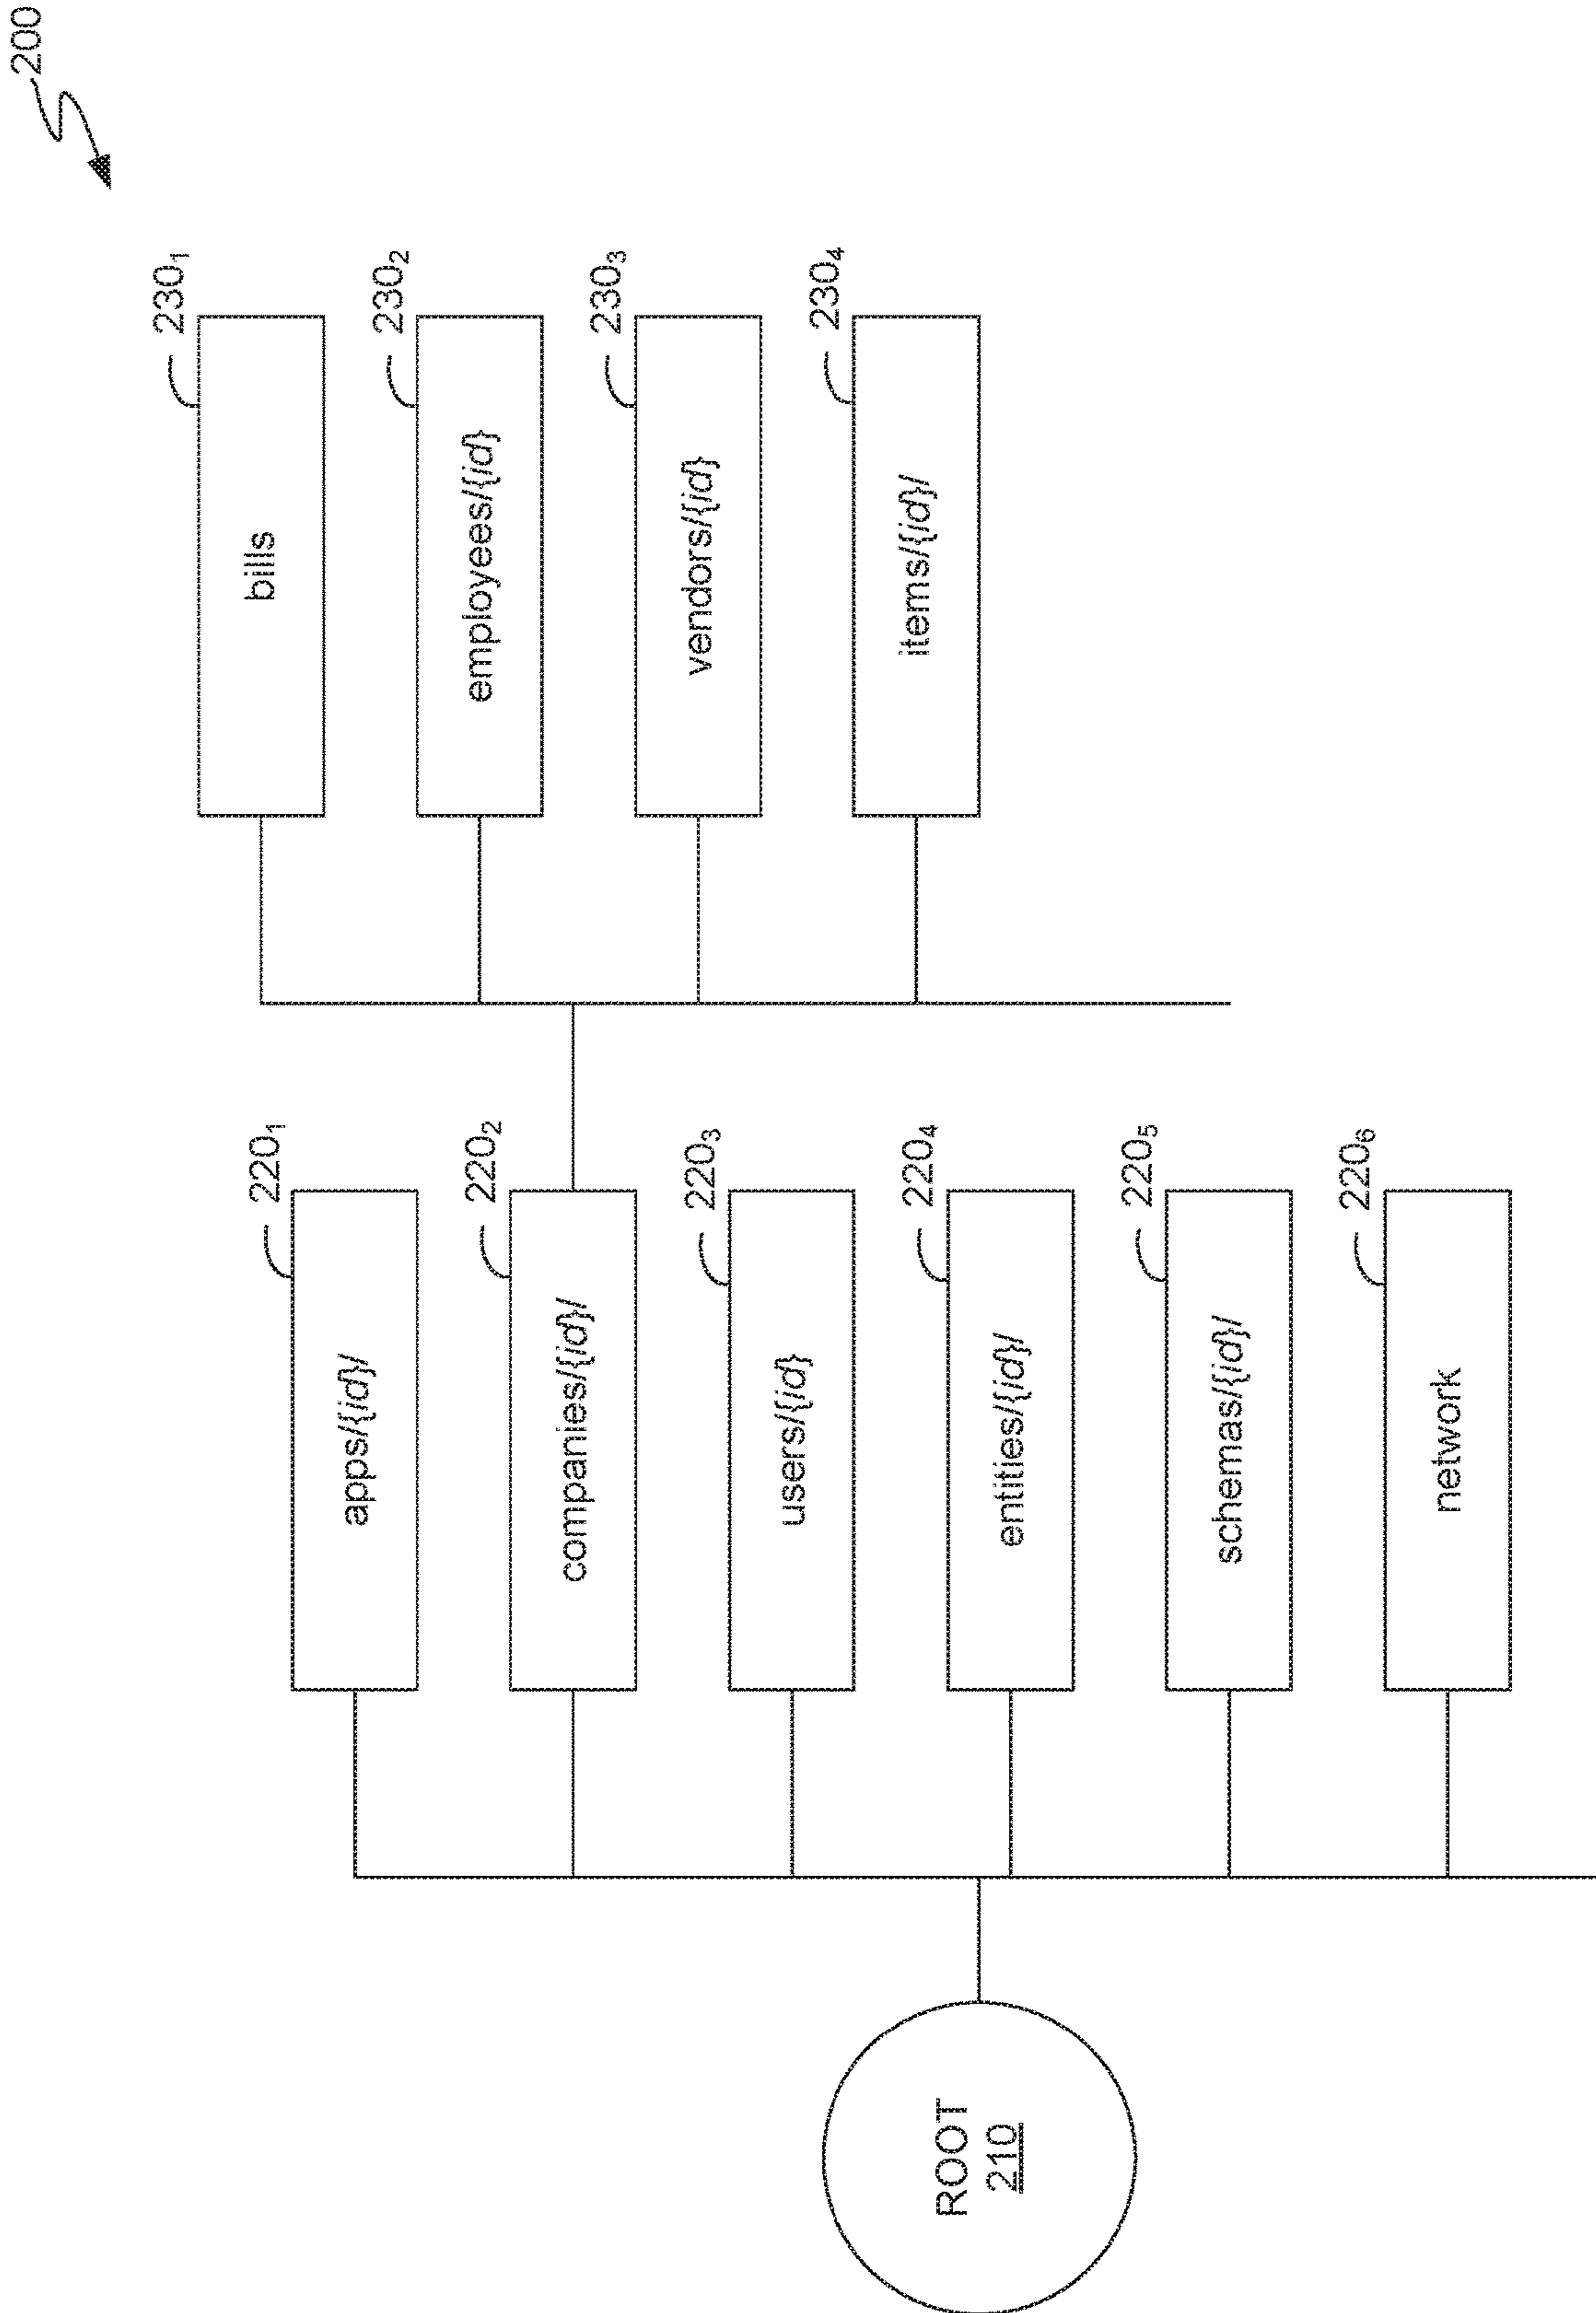 200
ROOT
210
220₁
apps/{id}/
220₂
companies/{id}/
220₃
users/{id}
220₄
entities/{id}/
220₅
schemas/{id}/
220₆
network
230₁
bills
230₂
employees/{id}
230₃
vendors/{id}
230₄
items/{id}/